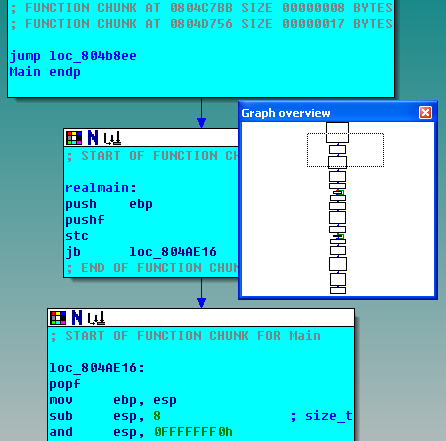 ; FUNCTION CHUNK AT 0804C7BB SIZE 00000008 BYTES
; FUNCTION CHUNK AT 0804D756 SIZE 00000017 BYTES
jump loc_804b8ee
Main endp
Graph overview
N
; START OF FUNCTION CH
realmain:
push ebp
pushf
stc
jb loc_804AE16
; END OF FUNCTION CHUN
N
; START OF FUNCTION CHUNK FOR Main
loc_804AE16:
popf
mov ebp, esp
sub esp, 8 ; size_t
and esp, 0FFFFFFF0h